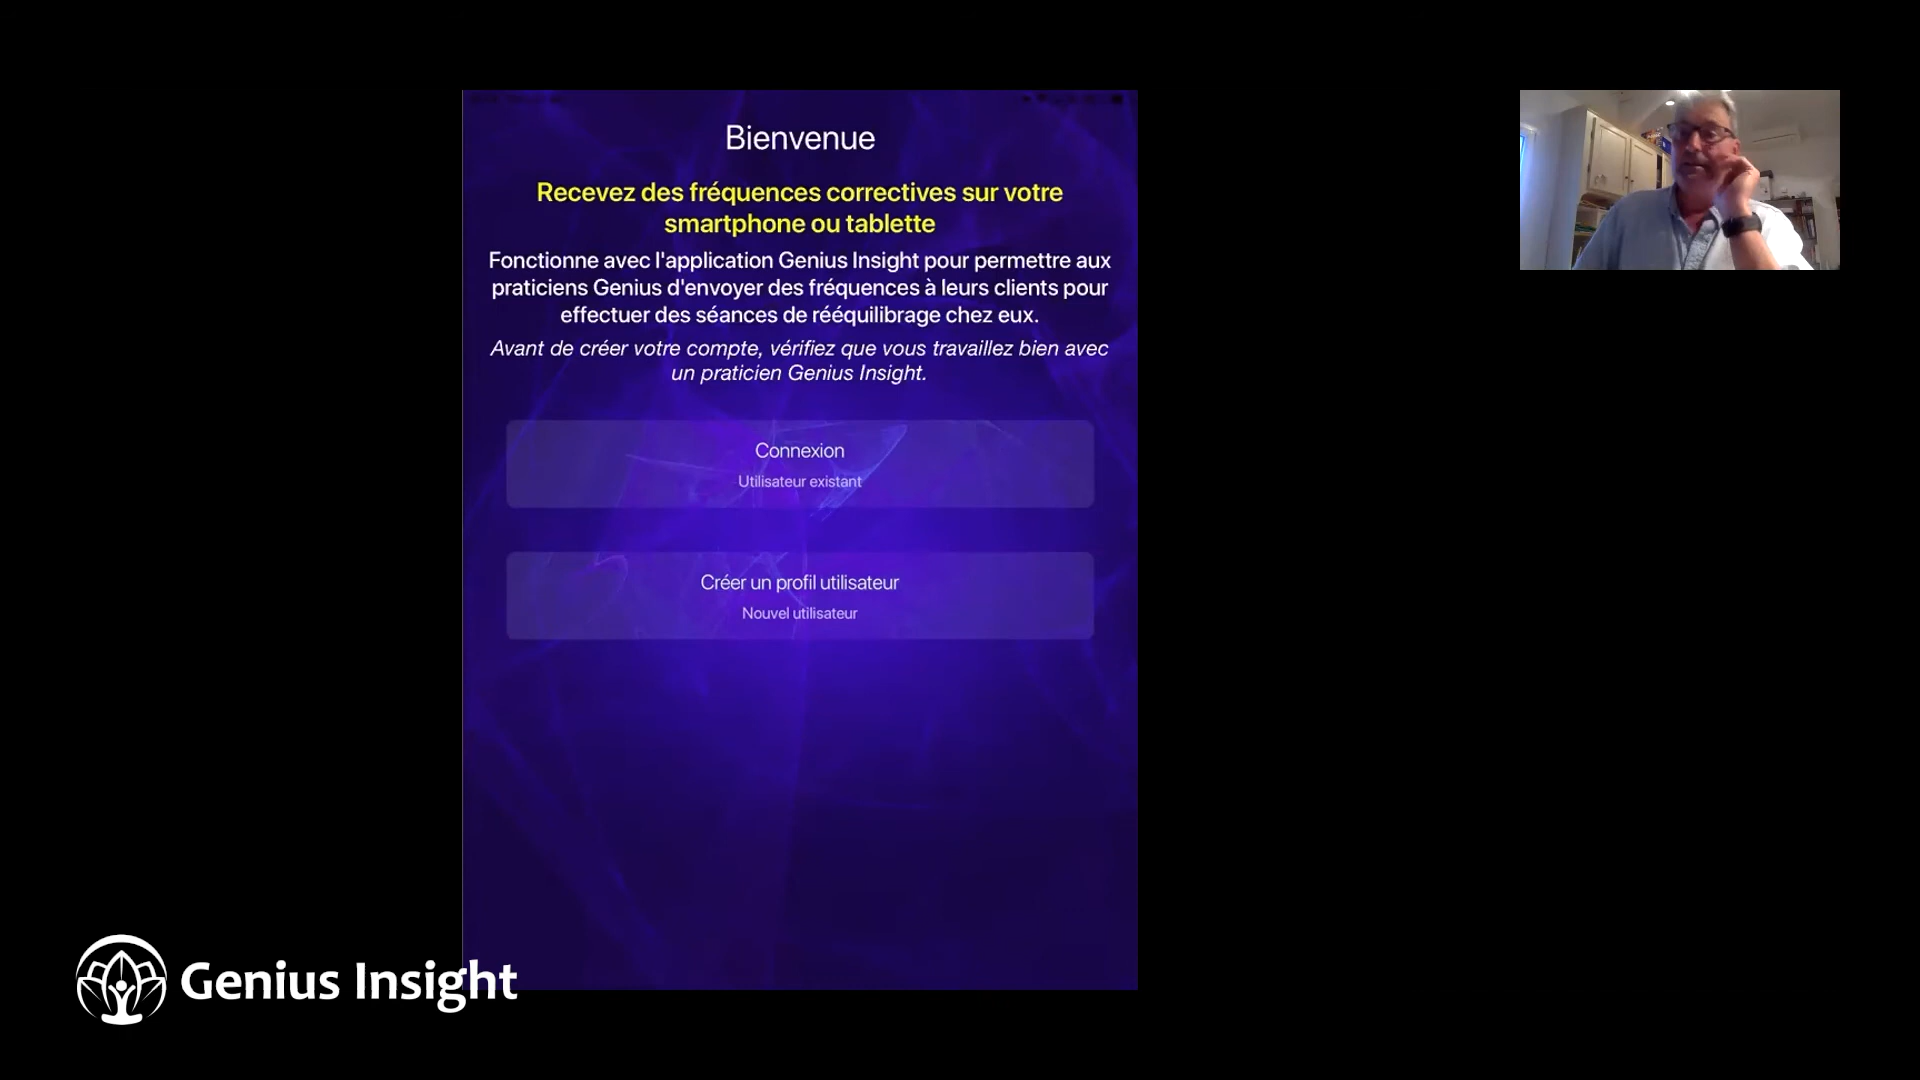 Bienvenue
Recevez des fréquences correctives sur votre
smartphone ou tablette
Fonctionne avec l'application Genius Insight pour permettre aux
praticiens Genius d'envoyer des fréquences à leurs clients pour
effectuer des séances de rééquilibrage chez eux.
Avant de créer votre compte, vérifiez que vous travaillez bien avec
un praticien Genius Insight.
Connexion
Utilisateur existant
Créer un profil utilisateur
Nouvel utilisateur
Genius Insight